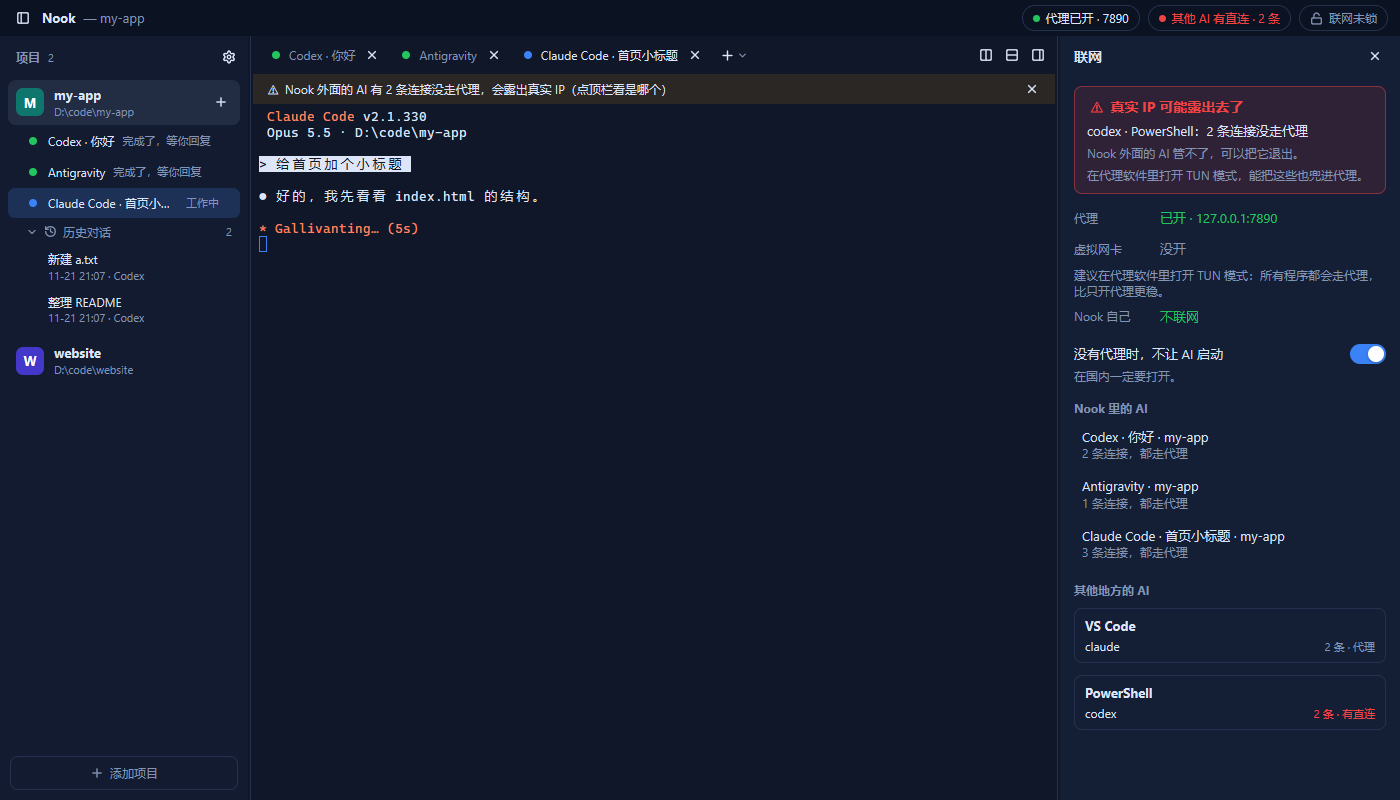 Nook — my-app
代理已开 · 7890
其他 AI 有直连 · 2 条
联网未锁
项目 2
M
my-app
D:\code\my-app
Codex · 你好 完成了，等你回复
Antigravity 完成了，等你回复
Claude Code · 首页小... 工作中
历史对话 2
新建 a.txt
11-21 21:07 · Codex
整理 README
11-21 21:07 · Codex
W
website
D:\code\website
添加项目
Codex · 你好
Antigravity
Claude Code · 首页小标题
Nook 外面的 AI 有 2 条连接没走代理，会露出真实 IP（点顶栏看是哪个）
Claude Code v2.1.330
Opus 5.5 · D:\code\my-app
> 给首页加个小标题
● 好的，我先看看 index.html 的结构。
* Gallivanting… (5s)
联网
真实 IP 可能露出去了
codex · PowerShell：2 条连接没走代理
Nook 外面的 AI 管不了，可以把它退出。
在代理软件里打开 TUN 模式，能把这些也兜进代理。
代理 已开 · 127.0.0.1:7890
虚拟网卡 没开
建议在代理软件里打开 TUN 模式：所有程序都会走代理，
比只开代理更稳。
Nook 自己 不联网
没有代理时，不让 AI 启动
在国内一定要打开。
Nook 里的 AI
Codex · 你好 · my-app
2 条连接，都走代理
Antigravity · my-app
1 条连接，都走代理
Claude Code · 首页小标题 · my-app
3 条连接，都走代理
其他地方的 AI
VS Code
claude 2 条 · 代理
PowerShell
codex 2 条 · 有直连